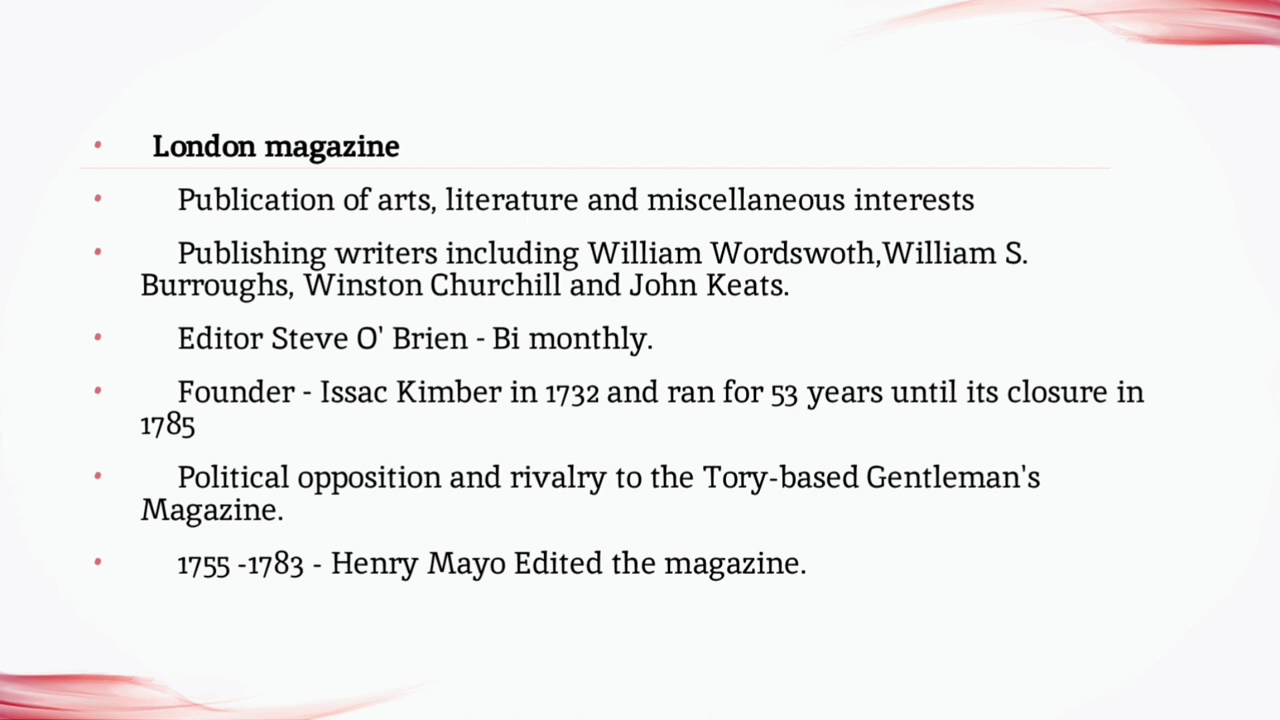 • London magazine
• Publication of arts, literature and miscellaneous interests
• Publishing writers including William Wordswoth,William S.
Burroughs, Winston Churchill and John Keats.
• Editor Steve O' Brien - Bi monthly.
• Founder - Issac Kimber in 1732 and ran for 53 years until its closure in
1785
• Political opposition and rivalry to the Tory-based Gentleman's
Magazine.
• 1755 -1783 - Henry Mayo Edited the magazine.